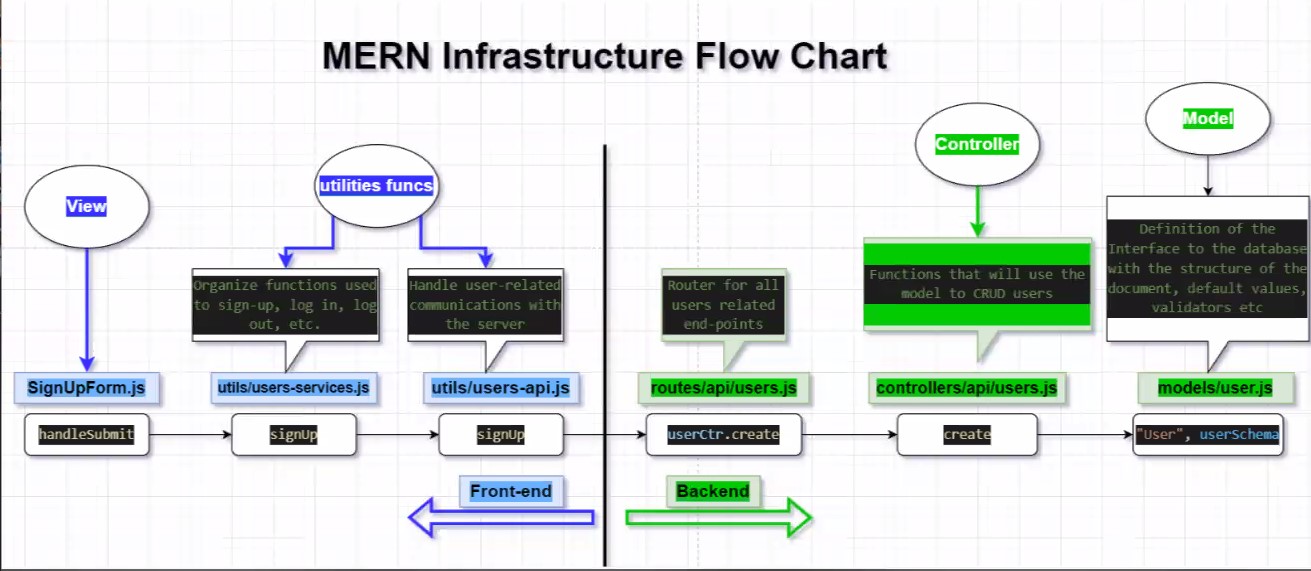 MERN Infrastructure Flow Chart
View
utilities funcs
Controller
Model
Organize functions used
to sign-up, log in, log
out, etc.
Handle user-related
communications with
the server
Router for all
users related
end-points
Functions that will use the
model to CRUD users
Definition of the
Interface to the database
with the structure of the
document, default values,
validators etc
SignUpForm.js
utils/users-services.js
utils/users-api.js
routes/api/users.js
controllers/api/users.js
models/user.js
handleSubmit
signUp
signUp
userCtr.create
create
"User", userSchema
Front-end
Backend